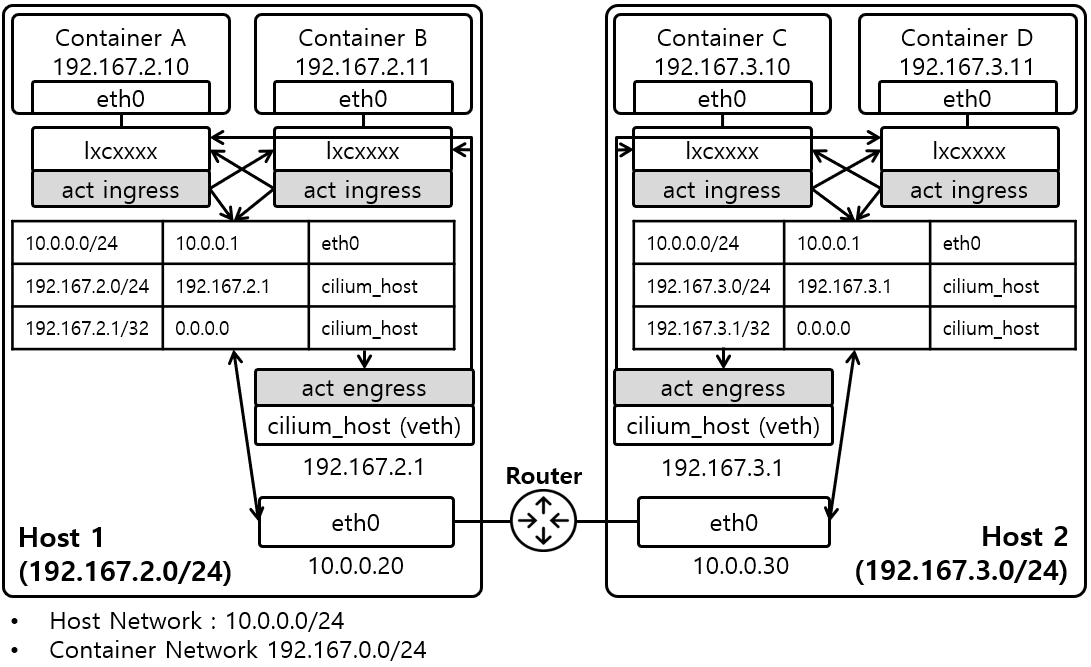 Container A
192.167.2.10
eth0
Container B
192.167.2.11
eth0
lxcxxxx
act ingress
lxcxxxx
act ingress
10.0.0.0/24 10.0.0.1 eth0
192.167.2.0/24 192.167.2.1 cilium_host
192.167.2.1/32 0.0.0.0 cilium_host
act engress
cilium_host (veth)
192.167.2.1
eth0
10.0.0.20
Host 1
(192.167.2.0/24)
Router
Container C
192.167.3.10
eth0
Container D
192.167.3.11
eth0
lxcxxxx
act ingress
lxcxxxx
act ingress
10.0.0.0/24 10.0.0.1 eth0
192.167.3.0/24 192.167.3.1 cilium_host
192.167.3.1/32 0.0.0.0 cilium_host
act engress
cilium_host (veth)
192.167.3.1
eth0
10.0.0.30
Host 2
(192.167.3.0/24)
• Host Network : 10.0.0.0/24
• Container Network 192.167.0.0/24